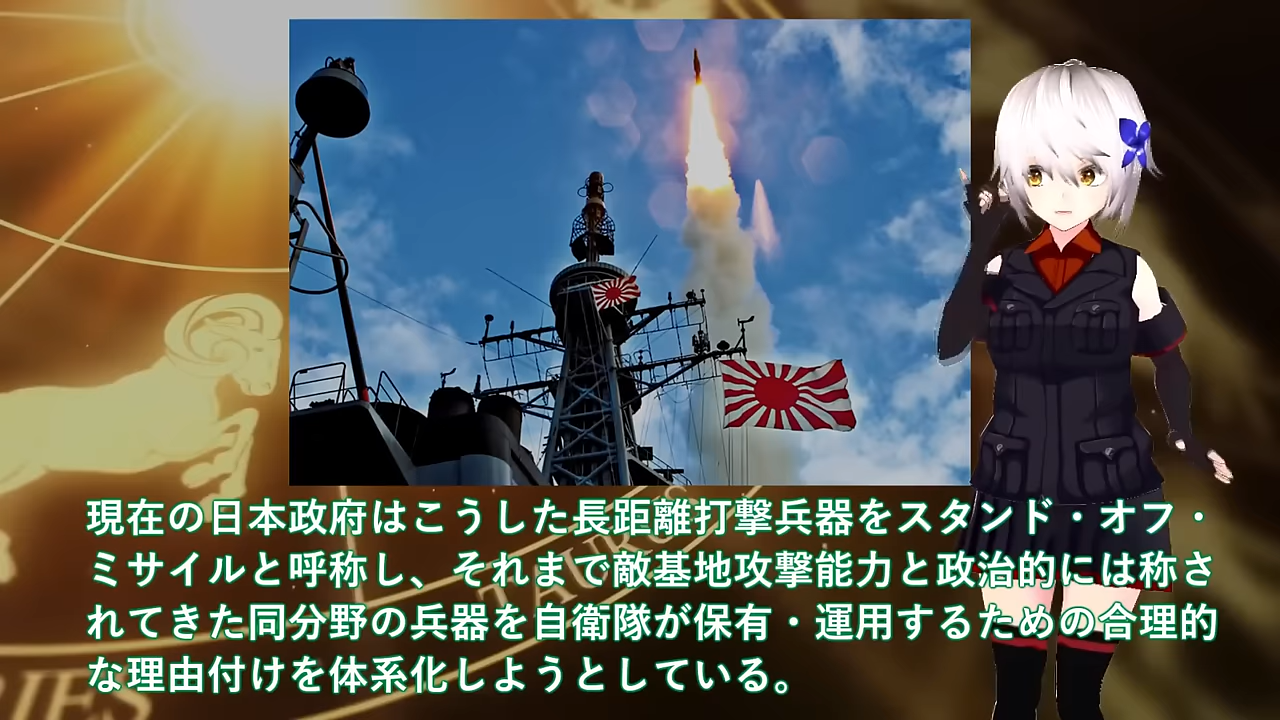 現在の日本政府はこうした長距離打撃兵器をスタンド・オフ・
ミサイルと呼称し、それまで敵基地攻撃能力と政治的には称さ
れてきた同分野の兵器を自衛隊が保有・運用するための合理的
な理由付けを体系化しようとしている。
TAURUS
RIES